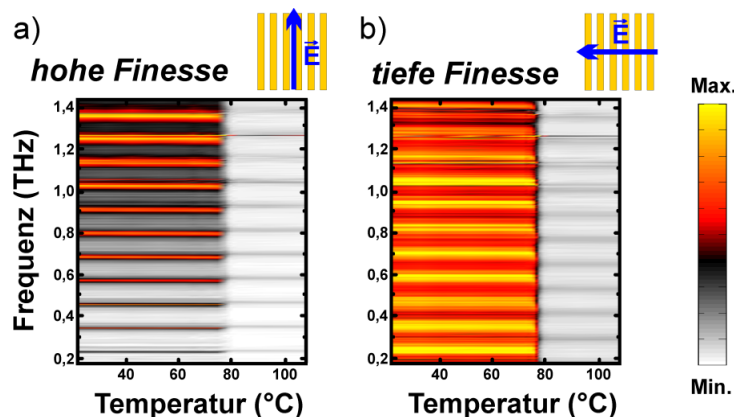 a)
E
hohe Finesse
b)
E
tiefe Finesse
Max.
Min.
Frequenz (THz)
1,4
1,2
1,0
0,8
0,6
0,4
0,2
40
60
80
100
Temperatur (°C)
1,4
1,2
1,0
0,8
0,6
0,4
0,2
40
60
80
100
Temperatur (°C)